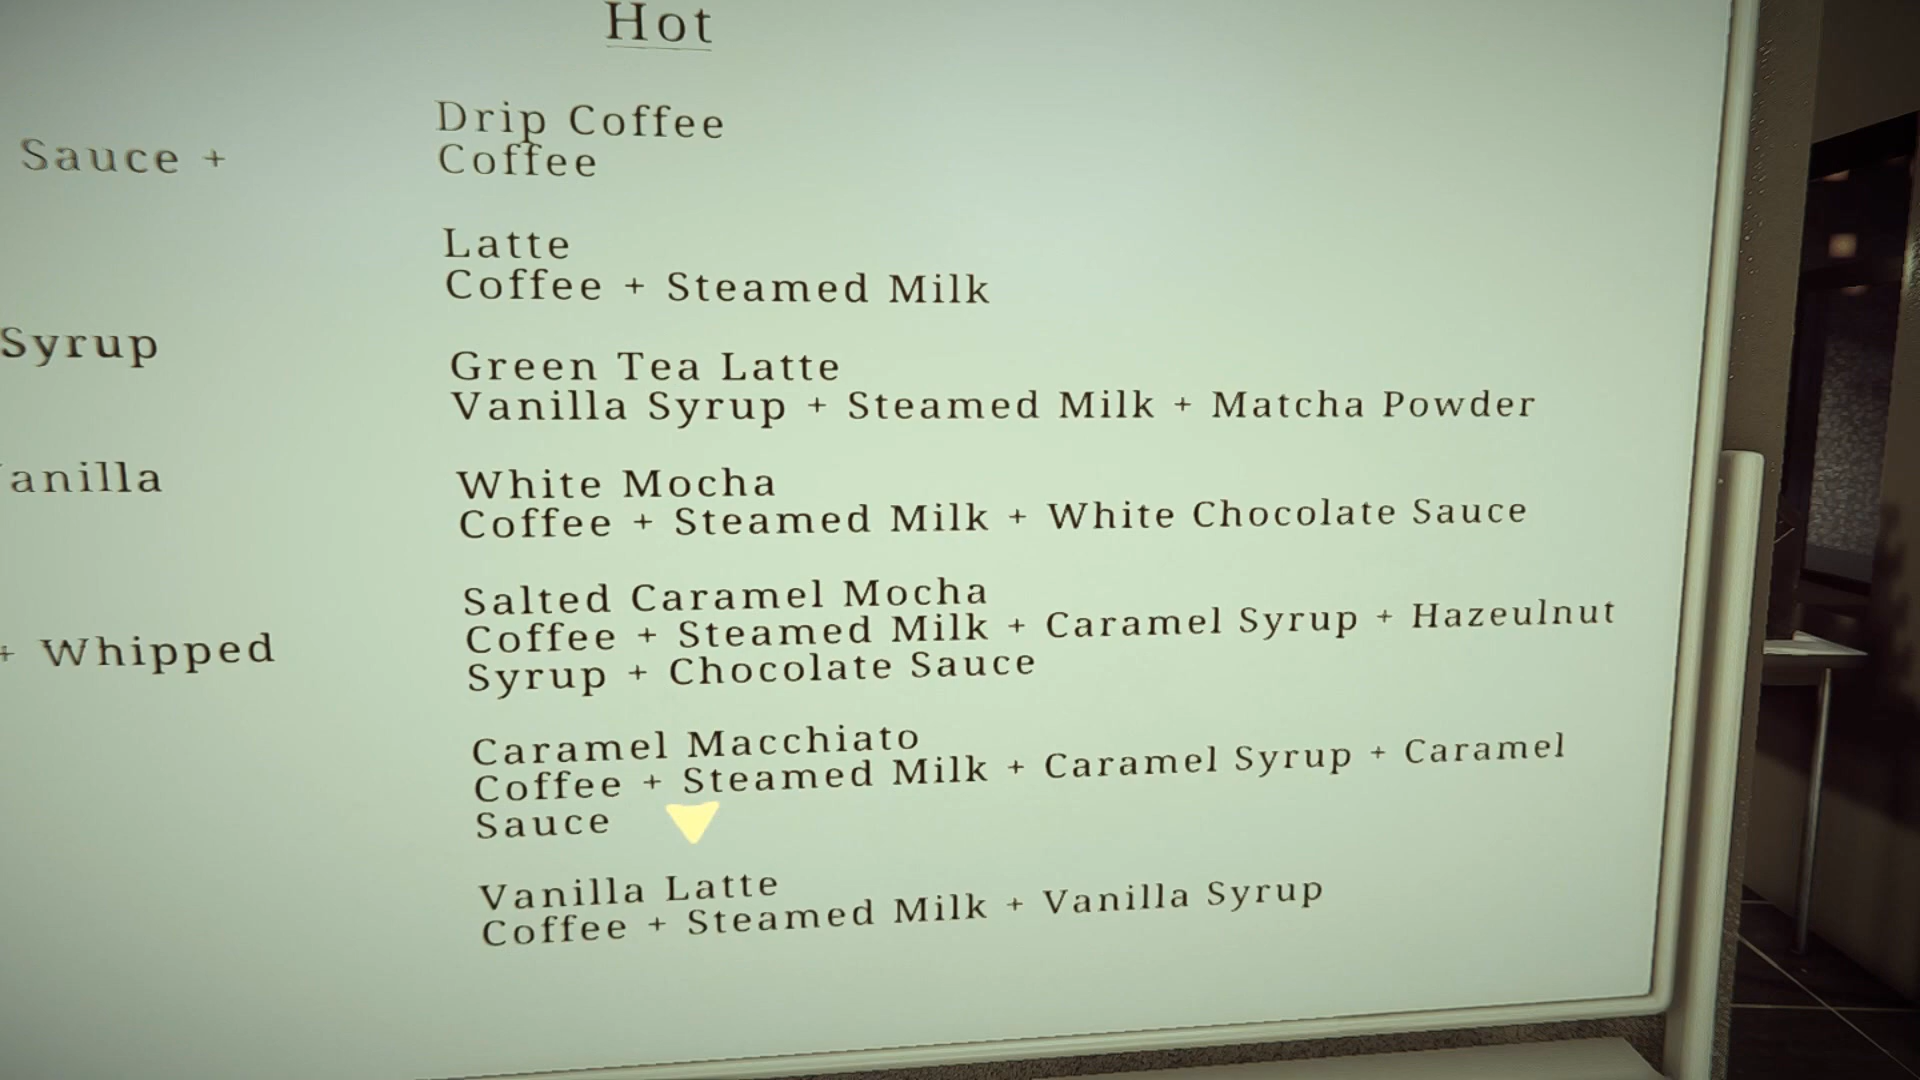 Hot
Sauce +
Syrup
anilla
+ Whipped
Drip Coffee
Coffee
Latte
Coffee + Steamed Milk
Green Tea Latte
Vanilla Syrup + Steamed Milk + Matcha Powder
White Mocha
Coffee + Steamed Milk + White Chocolate Sauce
Salted Caramel Mocha
Coffee + Steamed Milk + Caramel Syrup + Hazeulnut
Syrup + Chocolate Sauce
Caramel Macchiato
Coffee + Steamed Milk + Caramel Syrup + Caramel
Sauce
Vanilla Latte
Coffee + Steamed Milk + Vanilla Syrup